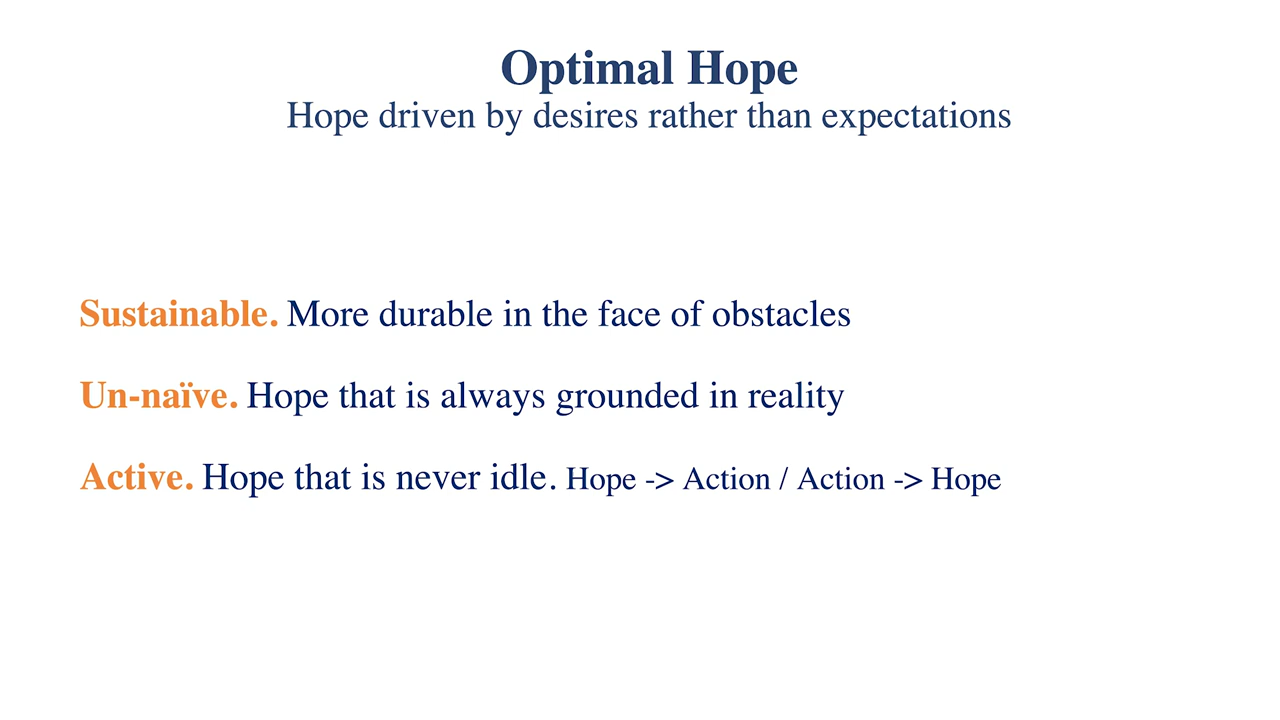 Optimal Hope
Hope driven by desires rather than expectations
Sustainable. More durable in the face of obstacles
Un-naïve. Hope that is always grounded in reality
Active. Hope that is never idle. Hope -> Action / Action -> Hope